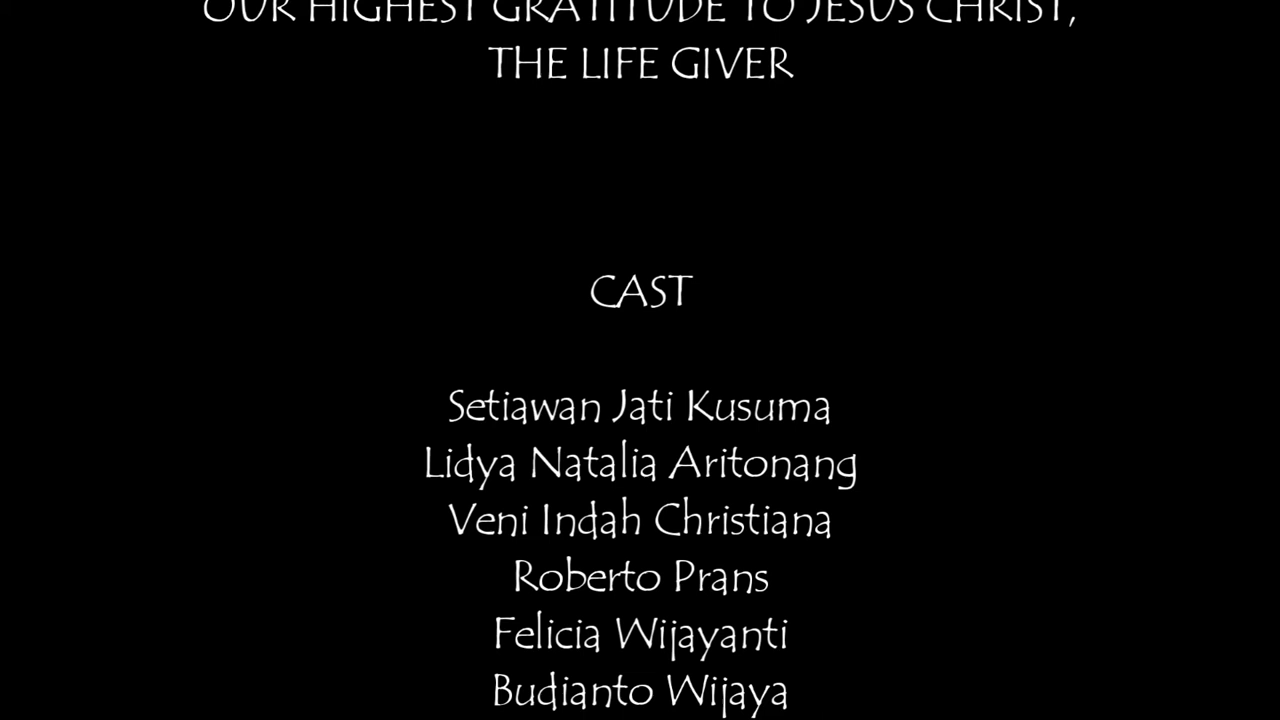 OUR HIGHEST GRATITUDE TO JESUS CHRIST,
THE LIFE GIVER
CAST
Setiawan Jati Kusuma
Lidya Natalia Aritonang
Veni Indah Christiana
Roberto Prans
Felicia Wijayanti
Budianto Wijaya